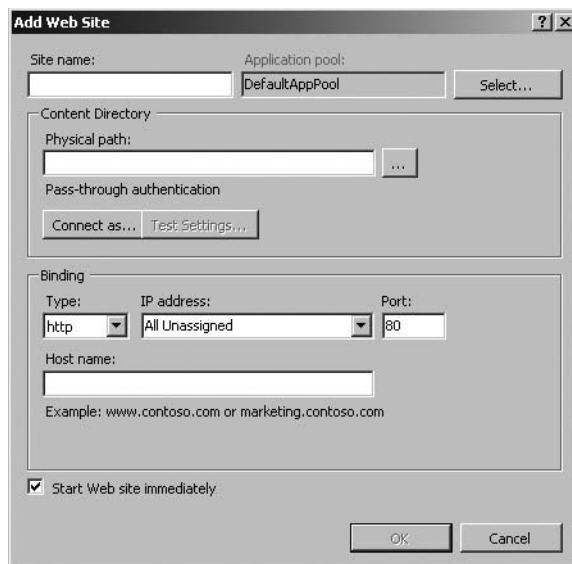 Add Web Site
Site name: Application pool:
DefaultAppPool Select...
Content Directory
Physical path:
...
Pass-through authentication
Connect as... Test Settings...
Binding
Type: IP address: Port:
http All Unassigned 80
Host name:
Example: www.contoso.com or marketing.contoso.com
Start Web site immediately
OK Cancel